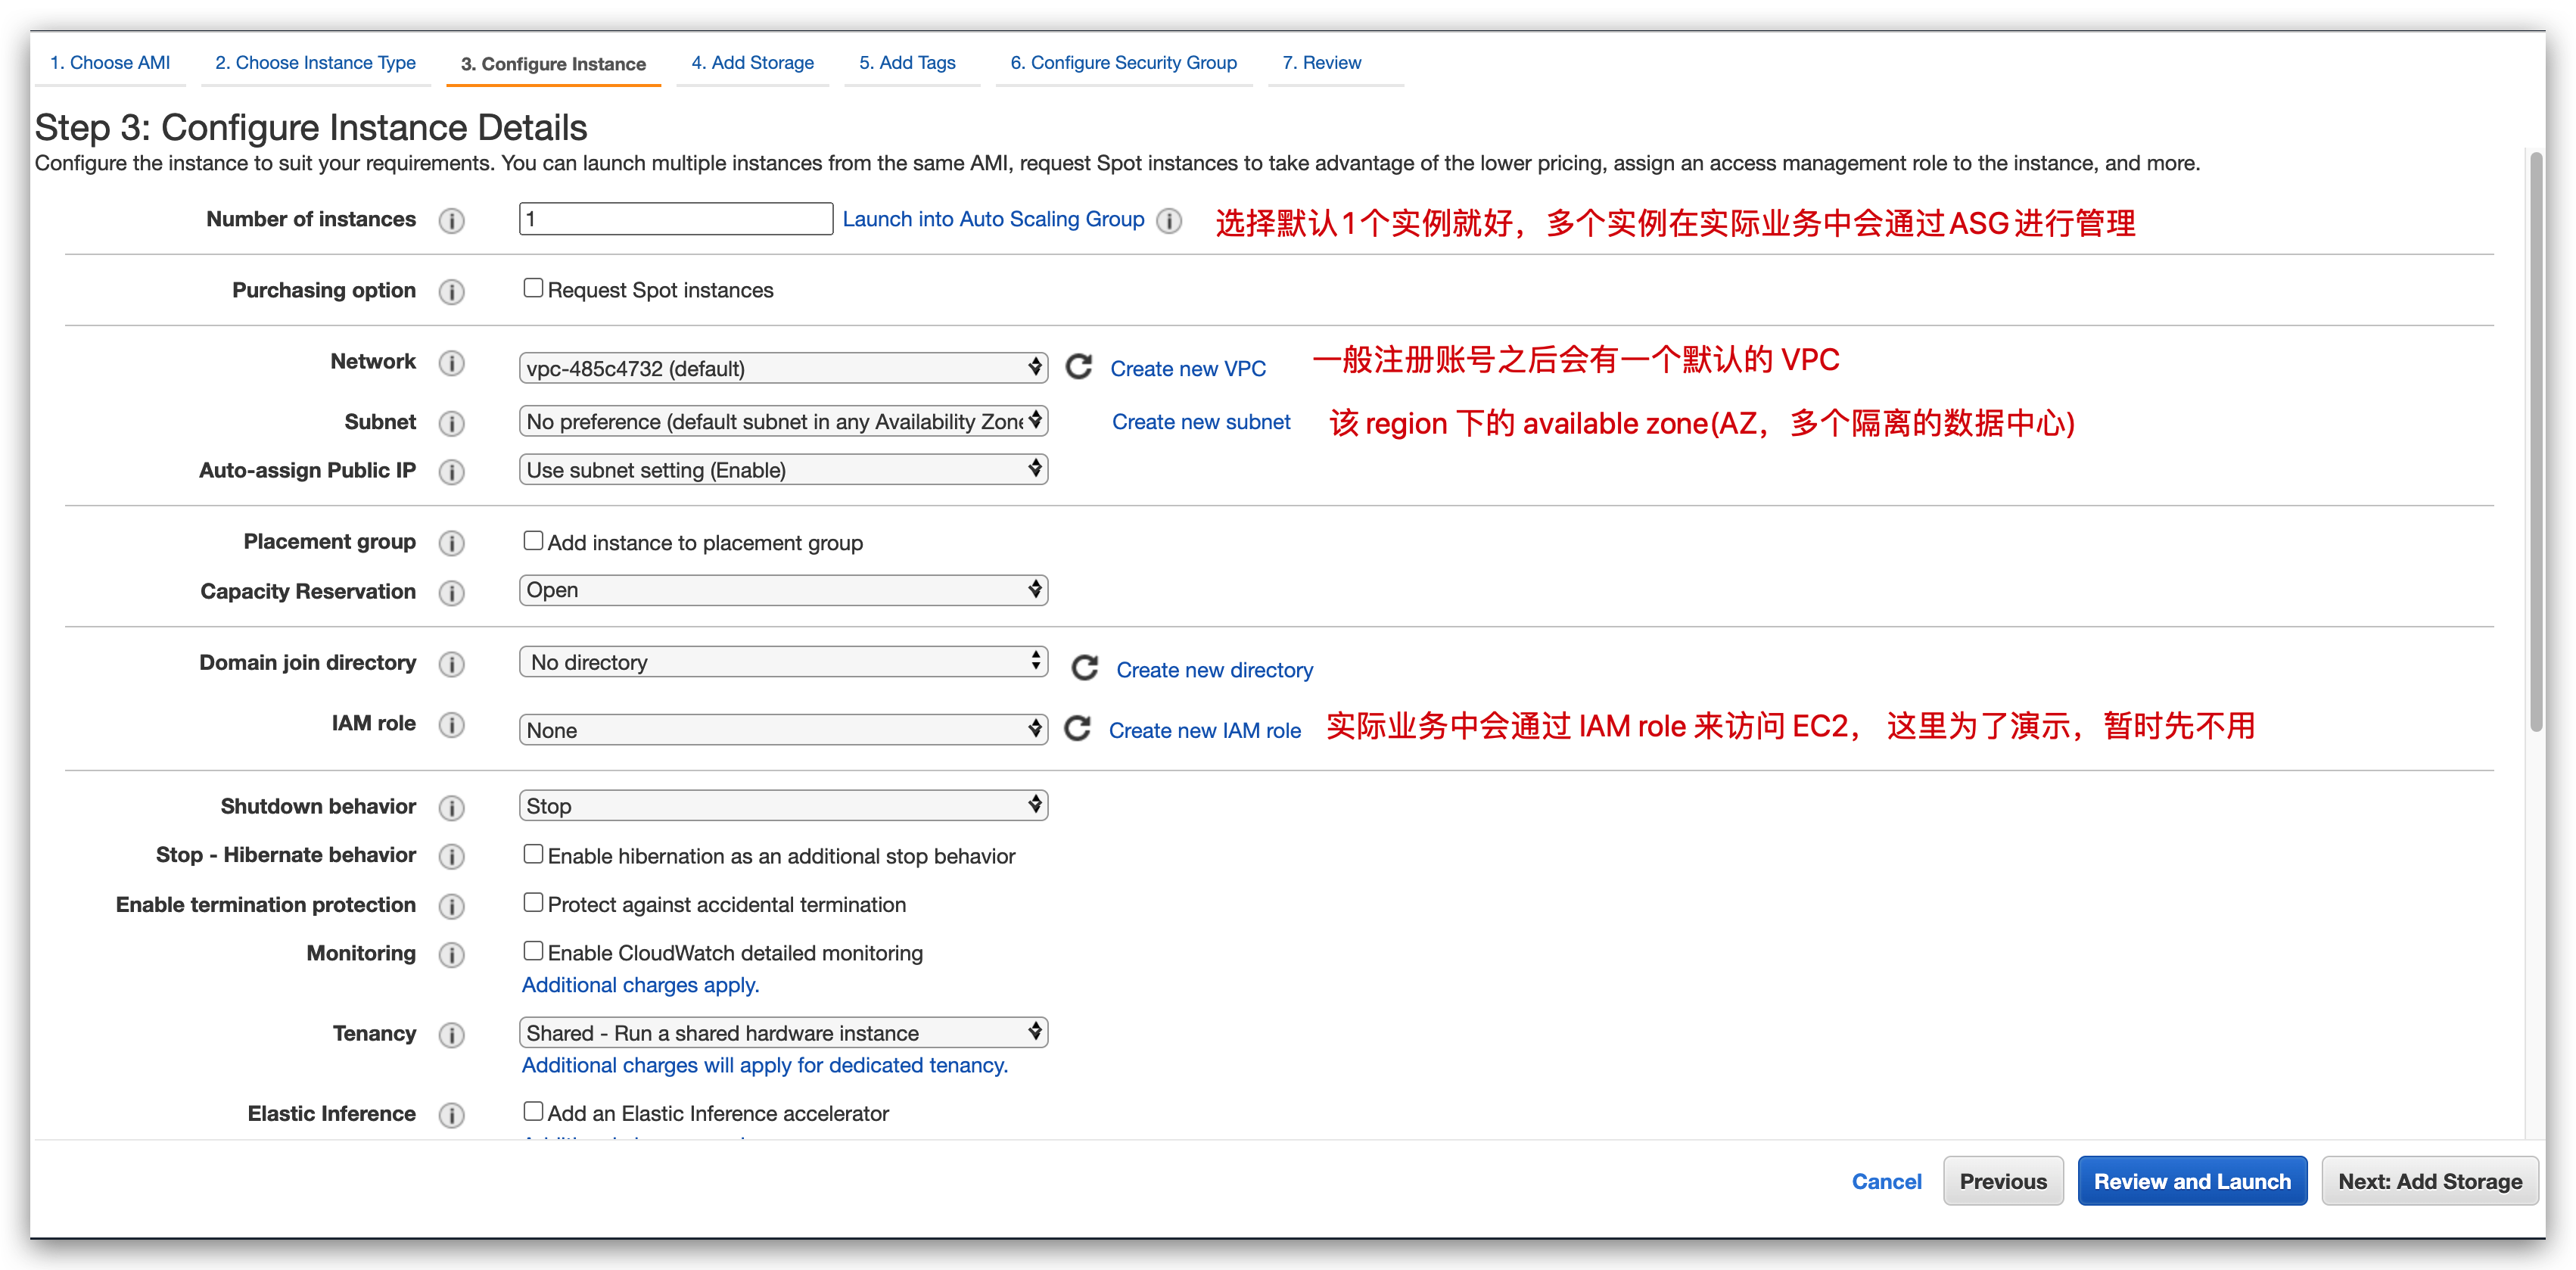 1. Choose AMI 2. Choose Instance Type 3. Configure Instance 4. Add Storage 5. Add Tags 6. Configure Security Group 7. Review
Step 3: Configure Instance Details
Configure the instance to suit your requirements. You can launch multiple instances from the same AMI, request Spot instances to take advantage of the lower pricing, assign an access management role to the instance, and more.
Number of instances 1 Launch into Auto Scaling Group 选择默认1个实例就好，多个实例在实际业务中会通过ASG进行管理
Purchasing option Request Spot instances
Network vpc-485c4732 (default) Create new VPC 一般注册账号之后会有一个默认的 VPC
Subnet No preference (default subnet in any Availability Zone Create new subnet 该 region 下的 available zone(AZ，多个隔离的数据中心)
Auto-assign Public IP Use subnet setting (Enable)
Placement group Add instance to placement group
Capacity Reservation Open
Domain join directory No directory Create new directory
IAM role None Create new IAM role 实际业务中会通过 IAM role 来访问 EC2， 这里为了演示，暂时先不用
Shutdown behavior Stop
Stop - Hibernate behavior Enable hibernation as an additional stop behavior
Enable termination protection Protect against accidental termination
Monitoring Enable CloudWatch detailed monitoring
Additional charges apply.
Tenancy Shared - Run a shared hardware instance
Additional charges will apply for dedicated tenancy.
Elastic Inference Add an Elastic Inference accelerator
Cancel Previous Review and Launch Next: Add Storage